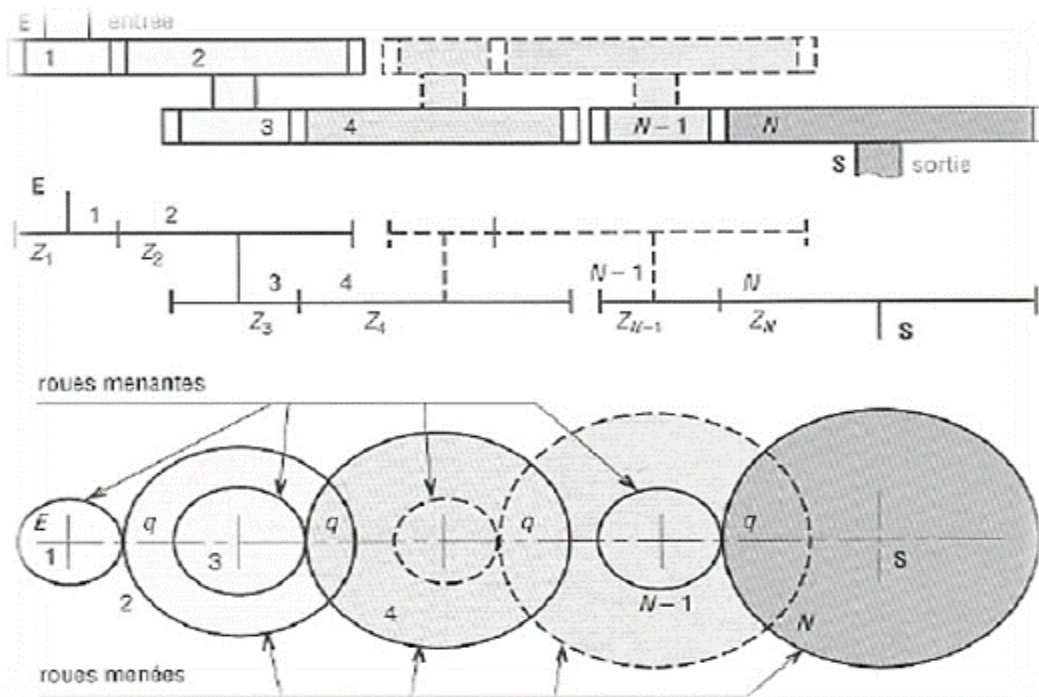 E entrée
1 2
3 4 N – 1 N
S sortie
E
1 2
Z1 Z2
3 4 N – 1 N
Z3 Z4 ZN–1 ZN
S
roues menantes
E q q q q
1 3 S
2 4 N – 1 N
roues menées